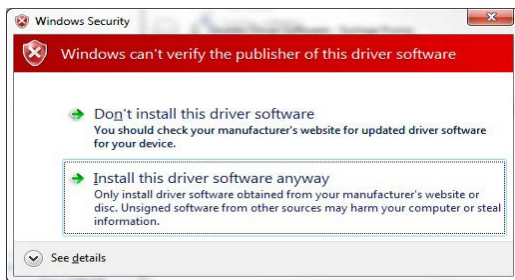 Windows Security
Windows can't verify the publisher of this driver software
Don't install this driver software
You should check your manufacturer's website for updated driver software
for your device.
Install this driver software anyway
Only install driver software obtained from your manufacturer's website or
disc. Unsigned software from other sources may harm your computer or steal
information.
See details